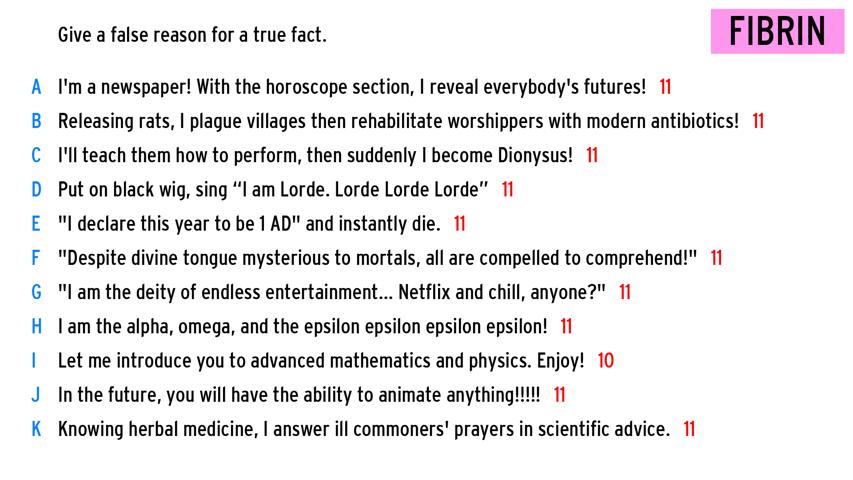 Give a false reason for a true fact.
FIBRIN
A I'm a newspaper! With the horoscope section, I reveal everybody's futures! 11
B Releasing rats, I plague villages then rehabilitate worshippers with modern antibiotics! 11
C I'll teach them how to perform, then suddenly I become Dionysus! 11
D Put on black wig, sing “I am Lorde. Lorde Lorde Lorde” 11
E "I declare this year to be 1 AD" and instantly die. 11
F "Despite divine tongue mysterious to mortals, all are compelled to comprehend!" 11
G "I am the deity of endless entertainment... Netflix and chill, anyone?" 11
H I am the alpha, omega, and the epsilon epsilon epsilon epsilon! 11
I Let me introduce you to advanced mathematics and physics. Enjoy! 10
J In the future, you will have the ability to animate anything!!!!! 11
K Knowing herbal medicine, I answer ill commoners' prayers in scientific advice. 11